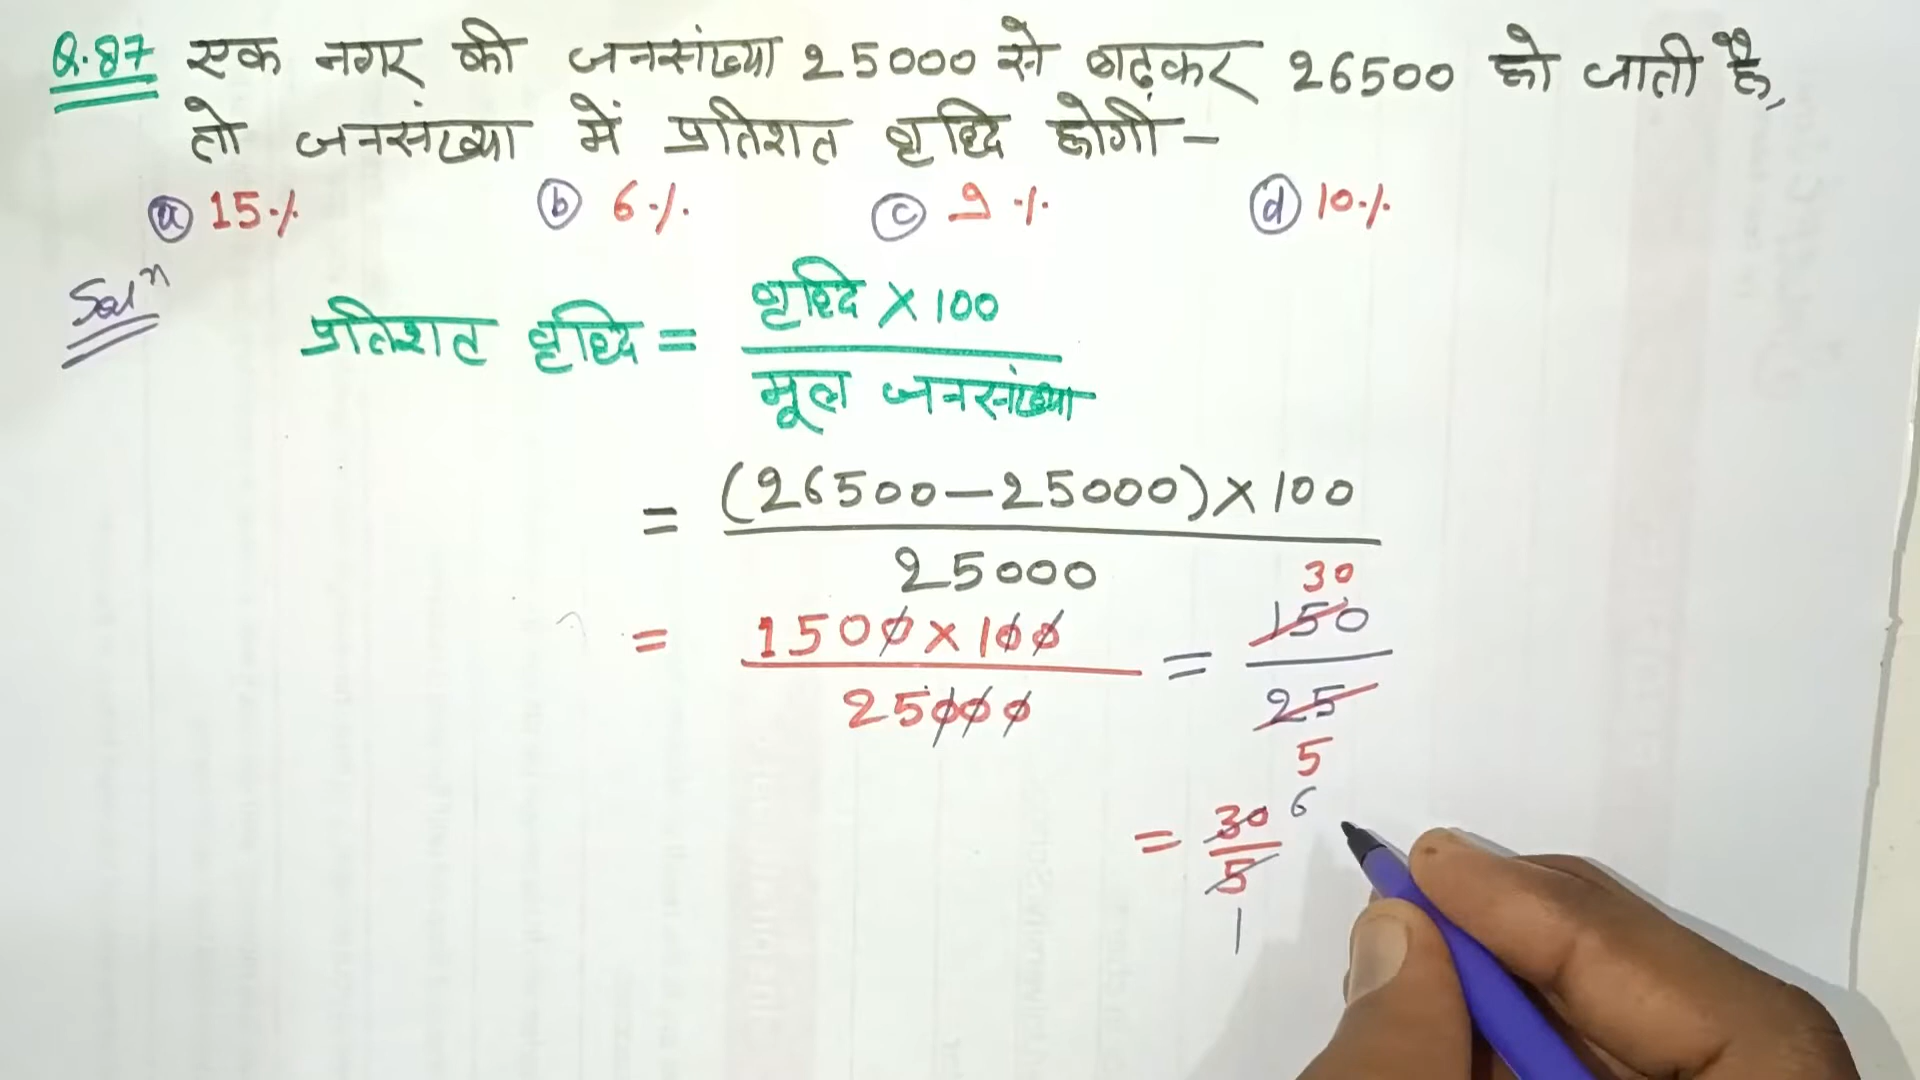 Q.87 एक नगर की जनसंख्या 25000 से बढ़कर 26500 हो जाती है,
तो जनसंख्या में प्रतिशत वृद्धि होगी -
(a) 15% (b) 6% (c) 9% (d) 10%
Solⁿ
प्रतिशत वृद्धि = वृद्धि × 100
मूल जनसंख्या
= (26500 - 25000) × 100
25000
= 1500 × 100
25000
30
= 150
25
5
= 30 6
5
1